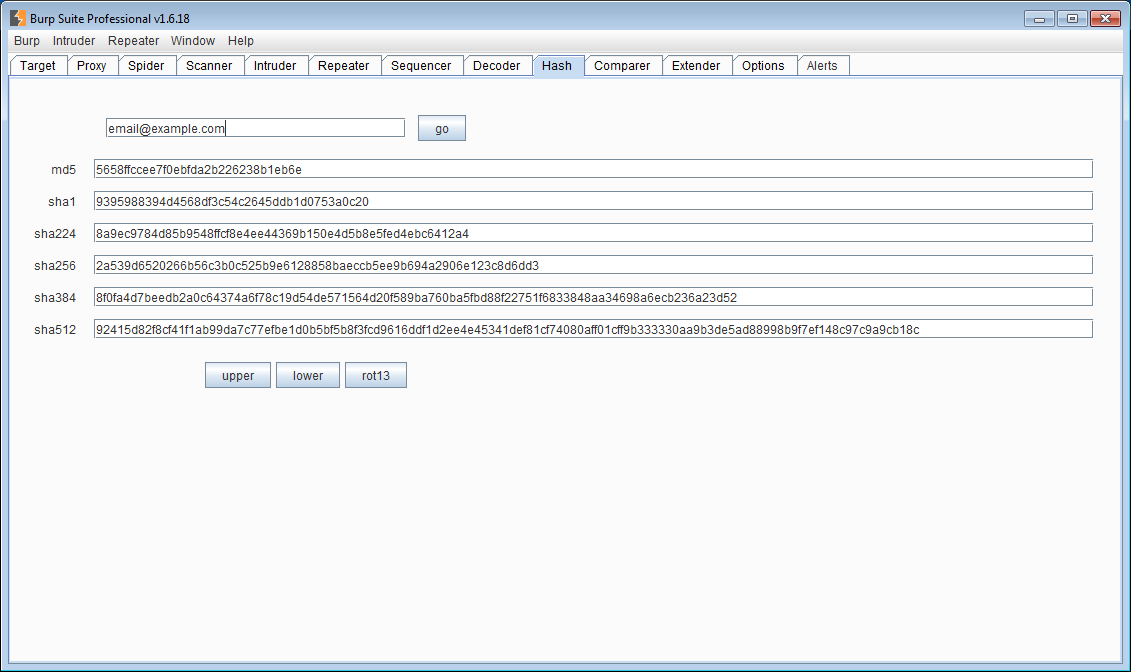 Burp Suite Professional v1.6.18
Burp Intruder Repeater Window Help
Target Proxy Spider Scanner Intruder Repeater Sequencer Decoder Hash Comparer Extender Options Alerts
email@example.com go
md5 5658ffccee7f0ebfda2b226238b1eb6e
sha1 9395988394d4568df3c54c2645ddb1d0753a0c20
sha224 8a9ec9784d85b9548ffcf8e4ee44369b150e4d5b8e5fed4ebc6412a4
sha256 2a539d6520266b56c3b0c525b9e6128858baeccb5ee9b694a2906e123c8d6dd3
sha384 8f0fa4d7beedb2a0c64374a6f78c19d54de571564d20f589ba760ba5fbd88f22751f6833848aa34698a6ecb236a23d52
sha512 92415d82f8cf41f1ab99da7c77efbe1d0b5bf5b8f3fcd9616ddf1d2ee4e45341def81cf74080aff01cff9b333330aa9b3de5ad88998b9f7ef148c97c9a9cb18c
upper lower rot13